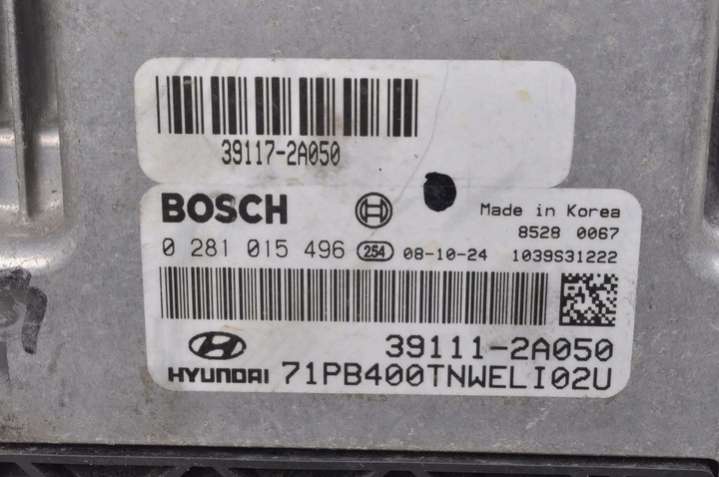 39117-2A050
BOSCH Made in Korea
8528 0067
0 281 015 496 254 08-10-24 1039S31222
39111-2A050
HYUNDAI 71PB400TNWELI02U